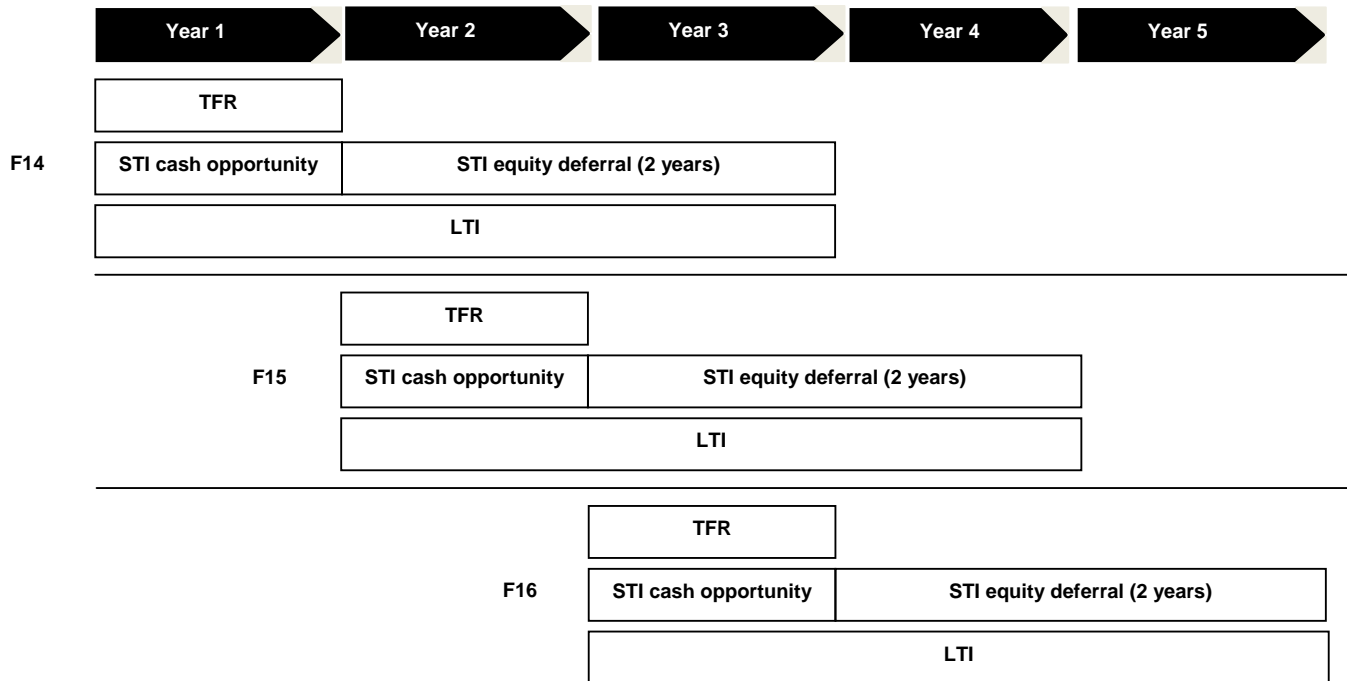 Year 1 Year 2 Year 3 Year 4 Year 5
TFR
F14 STI cash opportunity STI equity deferral (2 years)
LTI
TFR
F15 STI cash opportunity STI equity deferral (2 years)
LTI
TFR
F16 STI cash opportunity STI equity deferral (2 years)
LTI